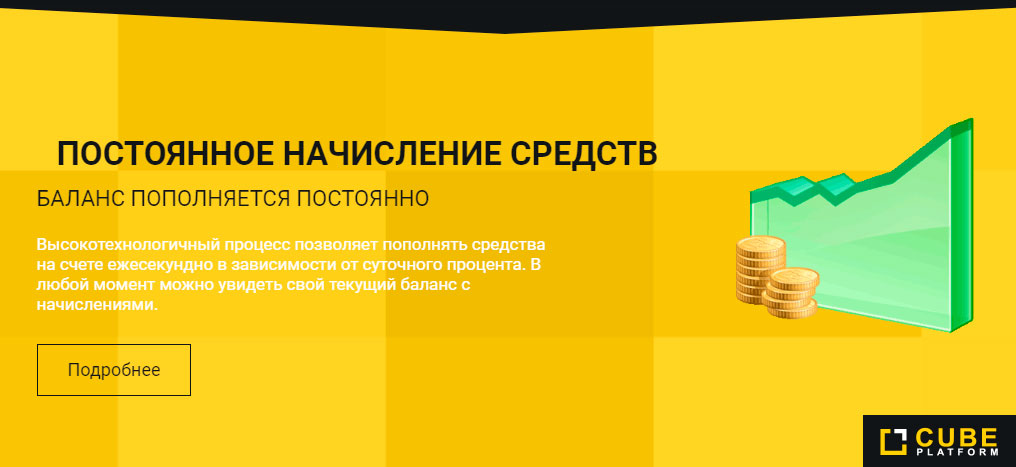 ПОСТОЯННОЕ НАЧИСЛЕНИЕ СРЕДСТВ
БАЛАНС ПОПОЛНЯЕТСЯ ПОСТОЯННО
Высокотехнологичный процесс позволяет пополнять средства
на счете ежесекундно в зависимости от суточного процента. В
любой момент можно увидеть свой текущий баланс с
начислениями.
Подробнее
CUBE
PLATFORM